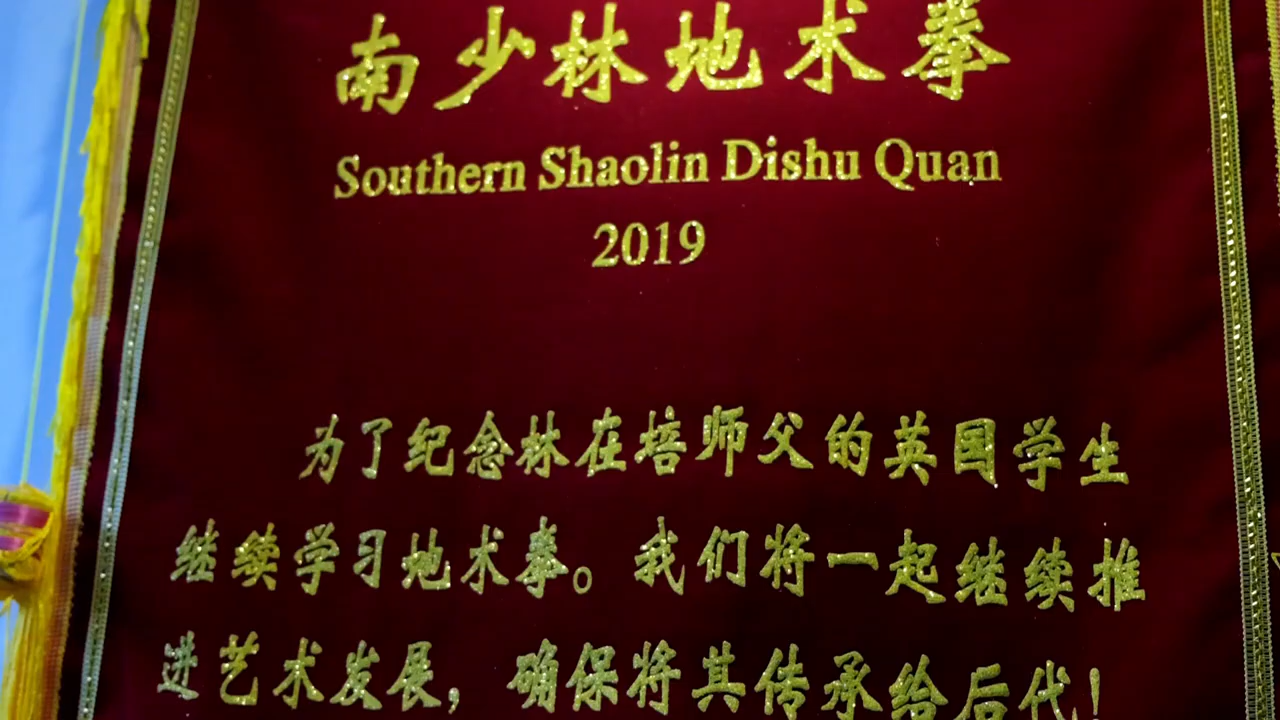 南少林地术拳
Southern Shaolin Dishu Quan
2019
为了纪念林在培师父的英国学生
继续学习地术拳。我们将一起继续推
进艺术发展，确保将其传承给后代！